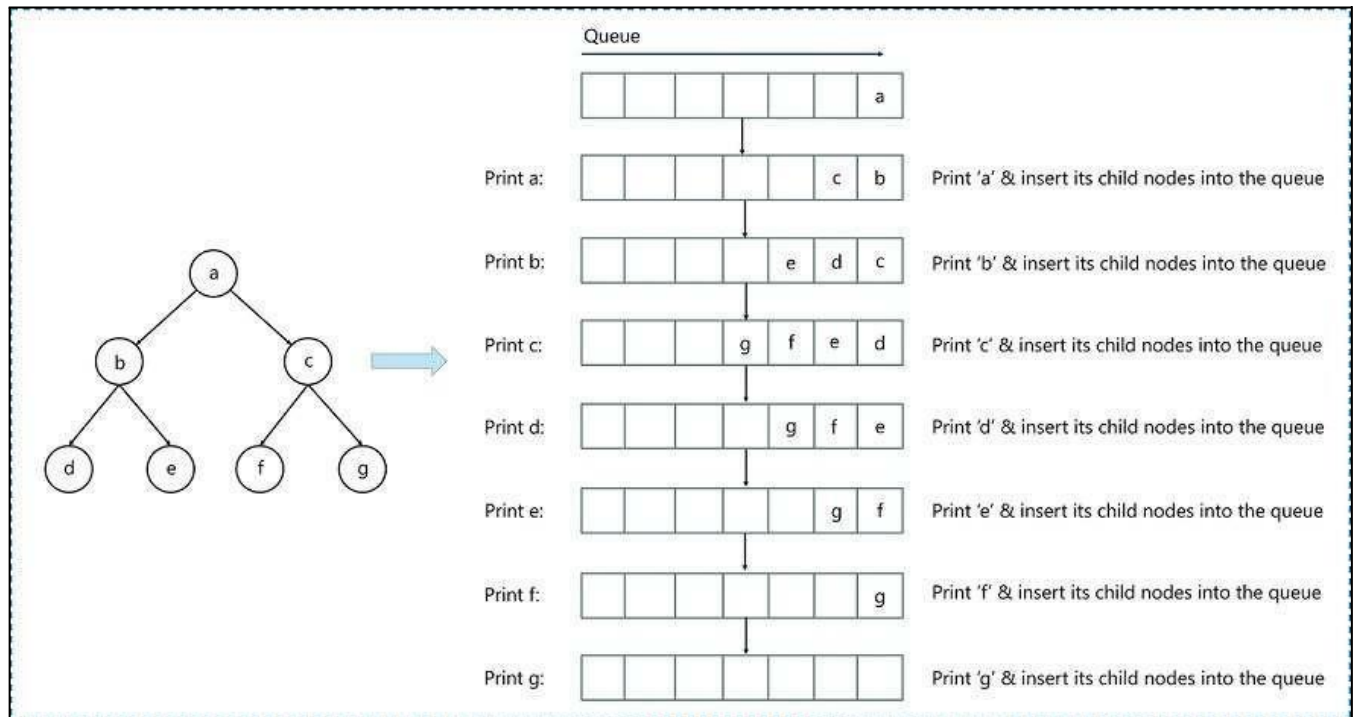 Queue
a
Print a: c b Print 'a' & insert its child nodes into the queue
Print b: e d c Print 'b' & insert its child nodes into the queue
a
Print c: g f e d Print 'c' & insert its child nodes into the queue
b c
Print d: g f e Print 'd' & insert its child nodes into the queue
d e f g
Print e: g f Print 'e' & insert its child nodes into the queue
Print f: g Print 'f' & insert its child nodes into the queue
Print g: Print 'g' & insert its child nodes into the queue